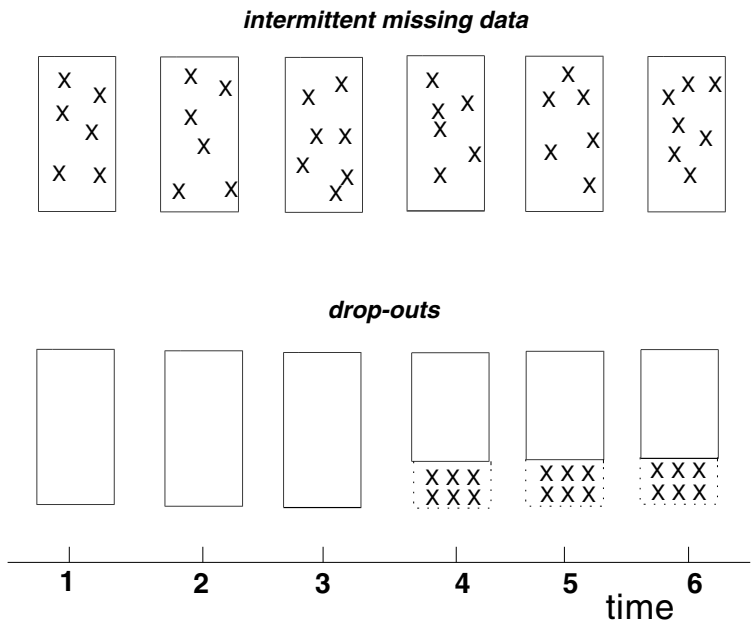 intermittent missing data
X X X X X X
X X X X X X
X X X X X X X
X X X X X X
X X X X X X
X X X X X X X
drop-outs
X X X X X X X X X
X X X X X X X X X
1 2 3 4 5 6
time